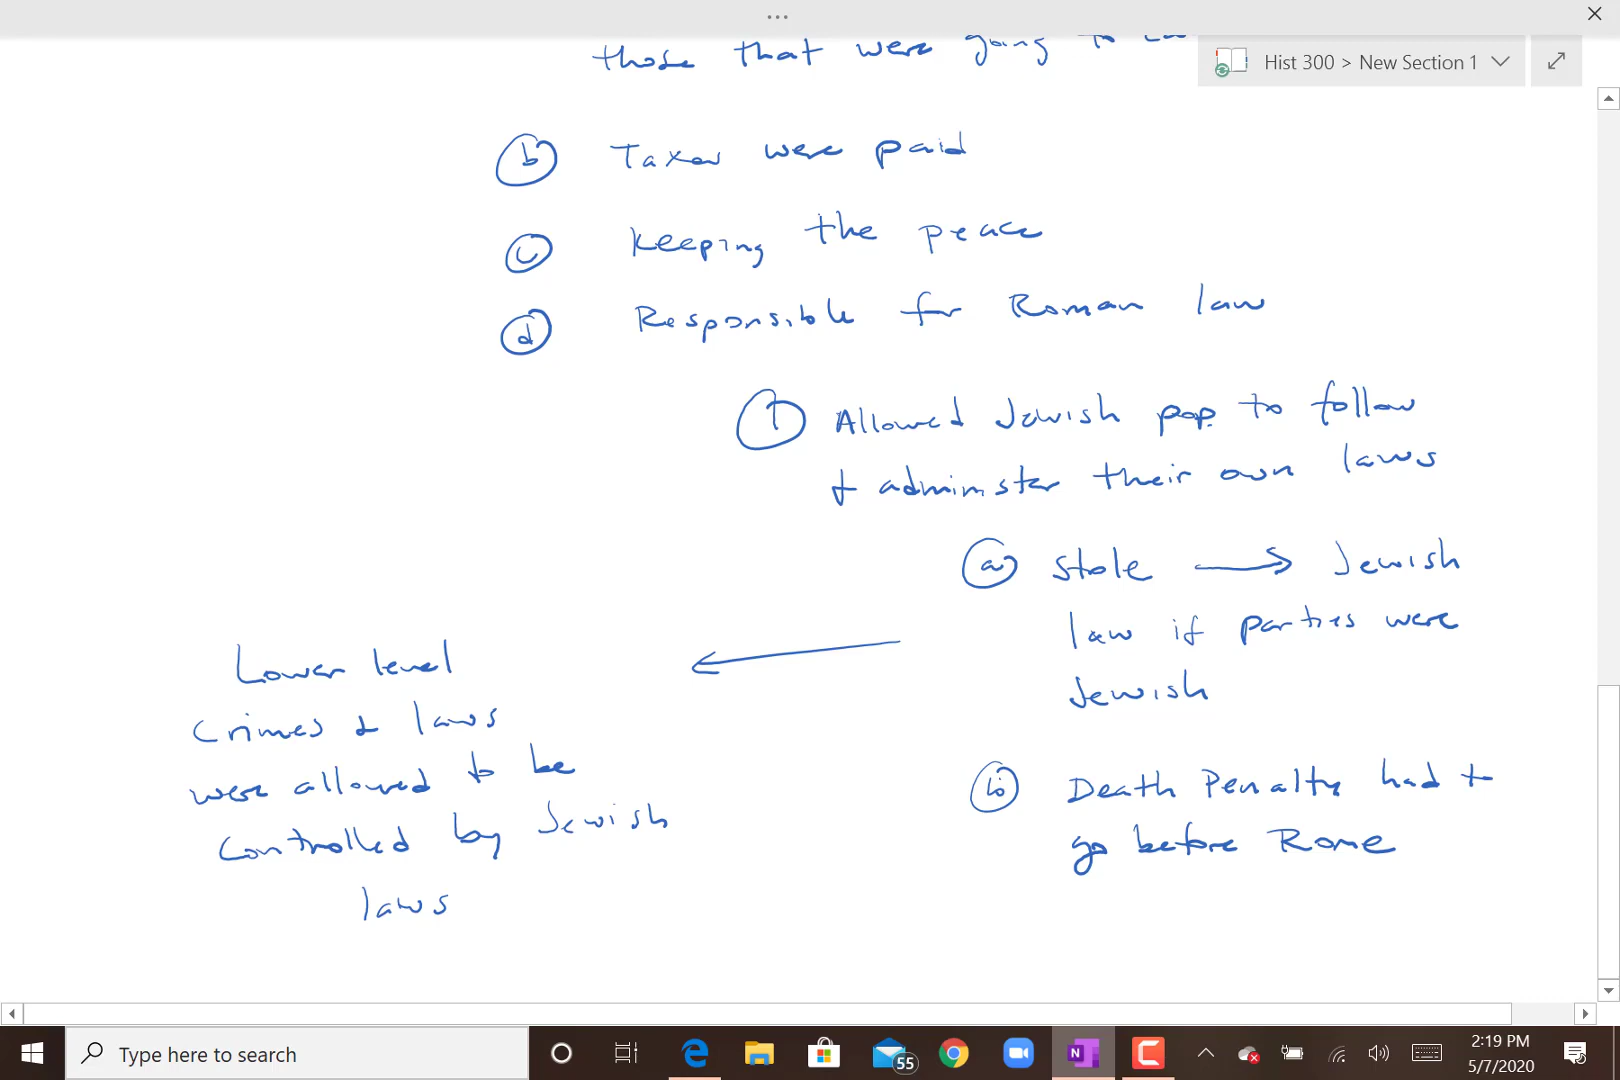 those that were going to
Hist 300 > New Section 1
b Taxes were paid
c Keeping the peace
d Responsible for Roman law
1 Allowed Jewish pop. to follow
+ administer their own laws
a Stole → Jewish
law if parties were
Jewish
←
Lower level
Crimes + laws
were allowed to be
controlled by Jewish
laws
b Death Penalty had to
go before Rome
Type here to search
55
2:19 PM
5/7/2020